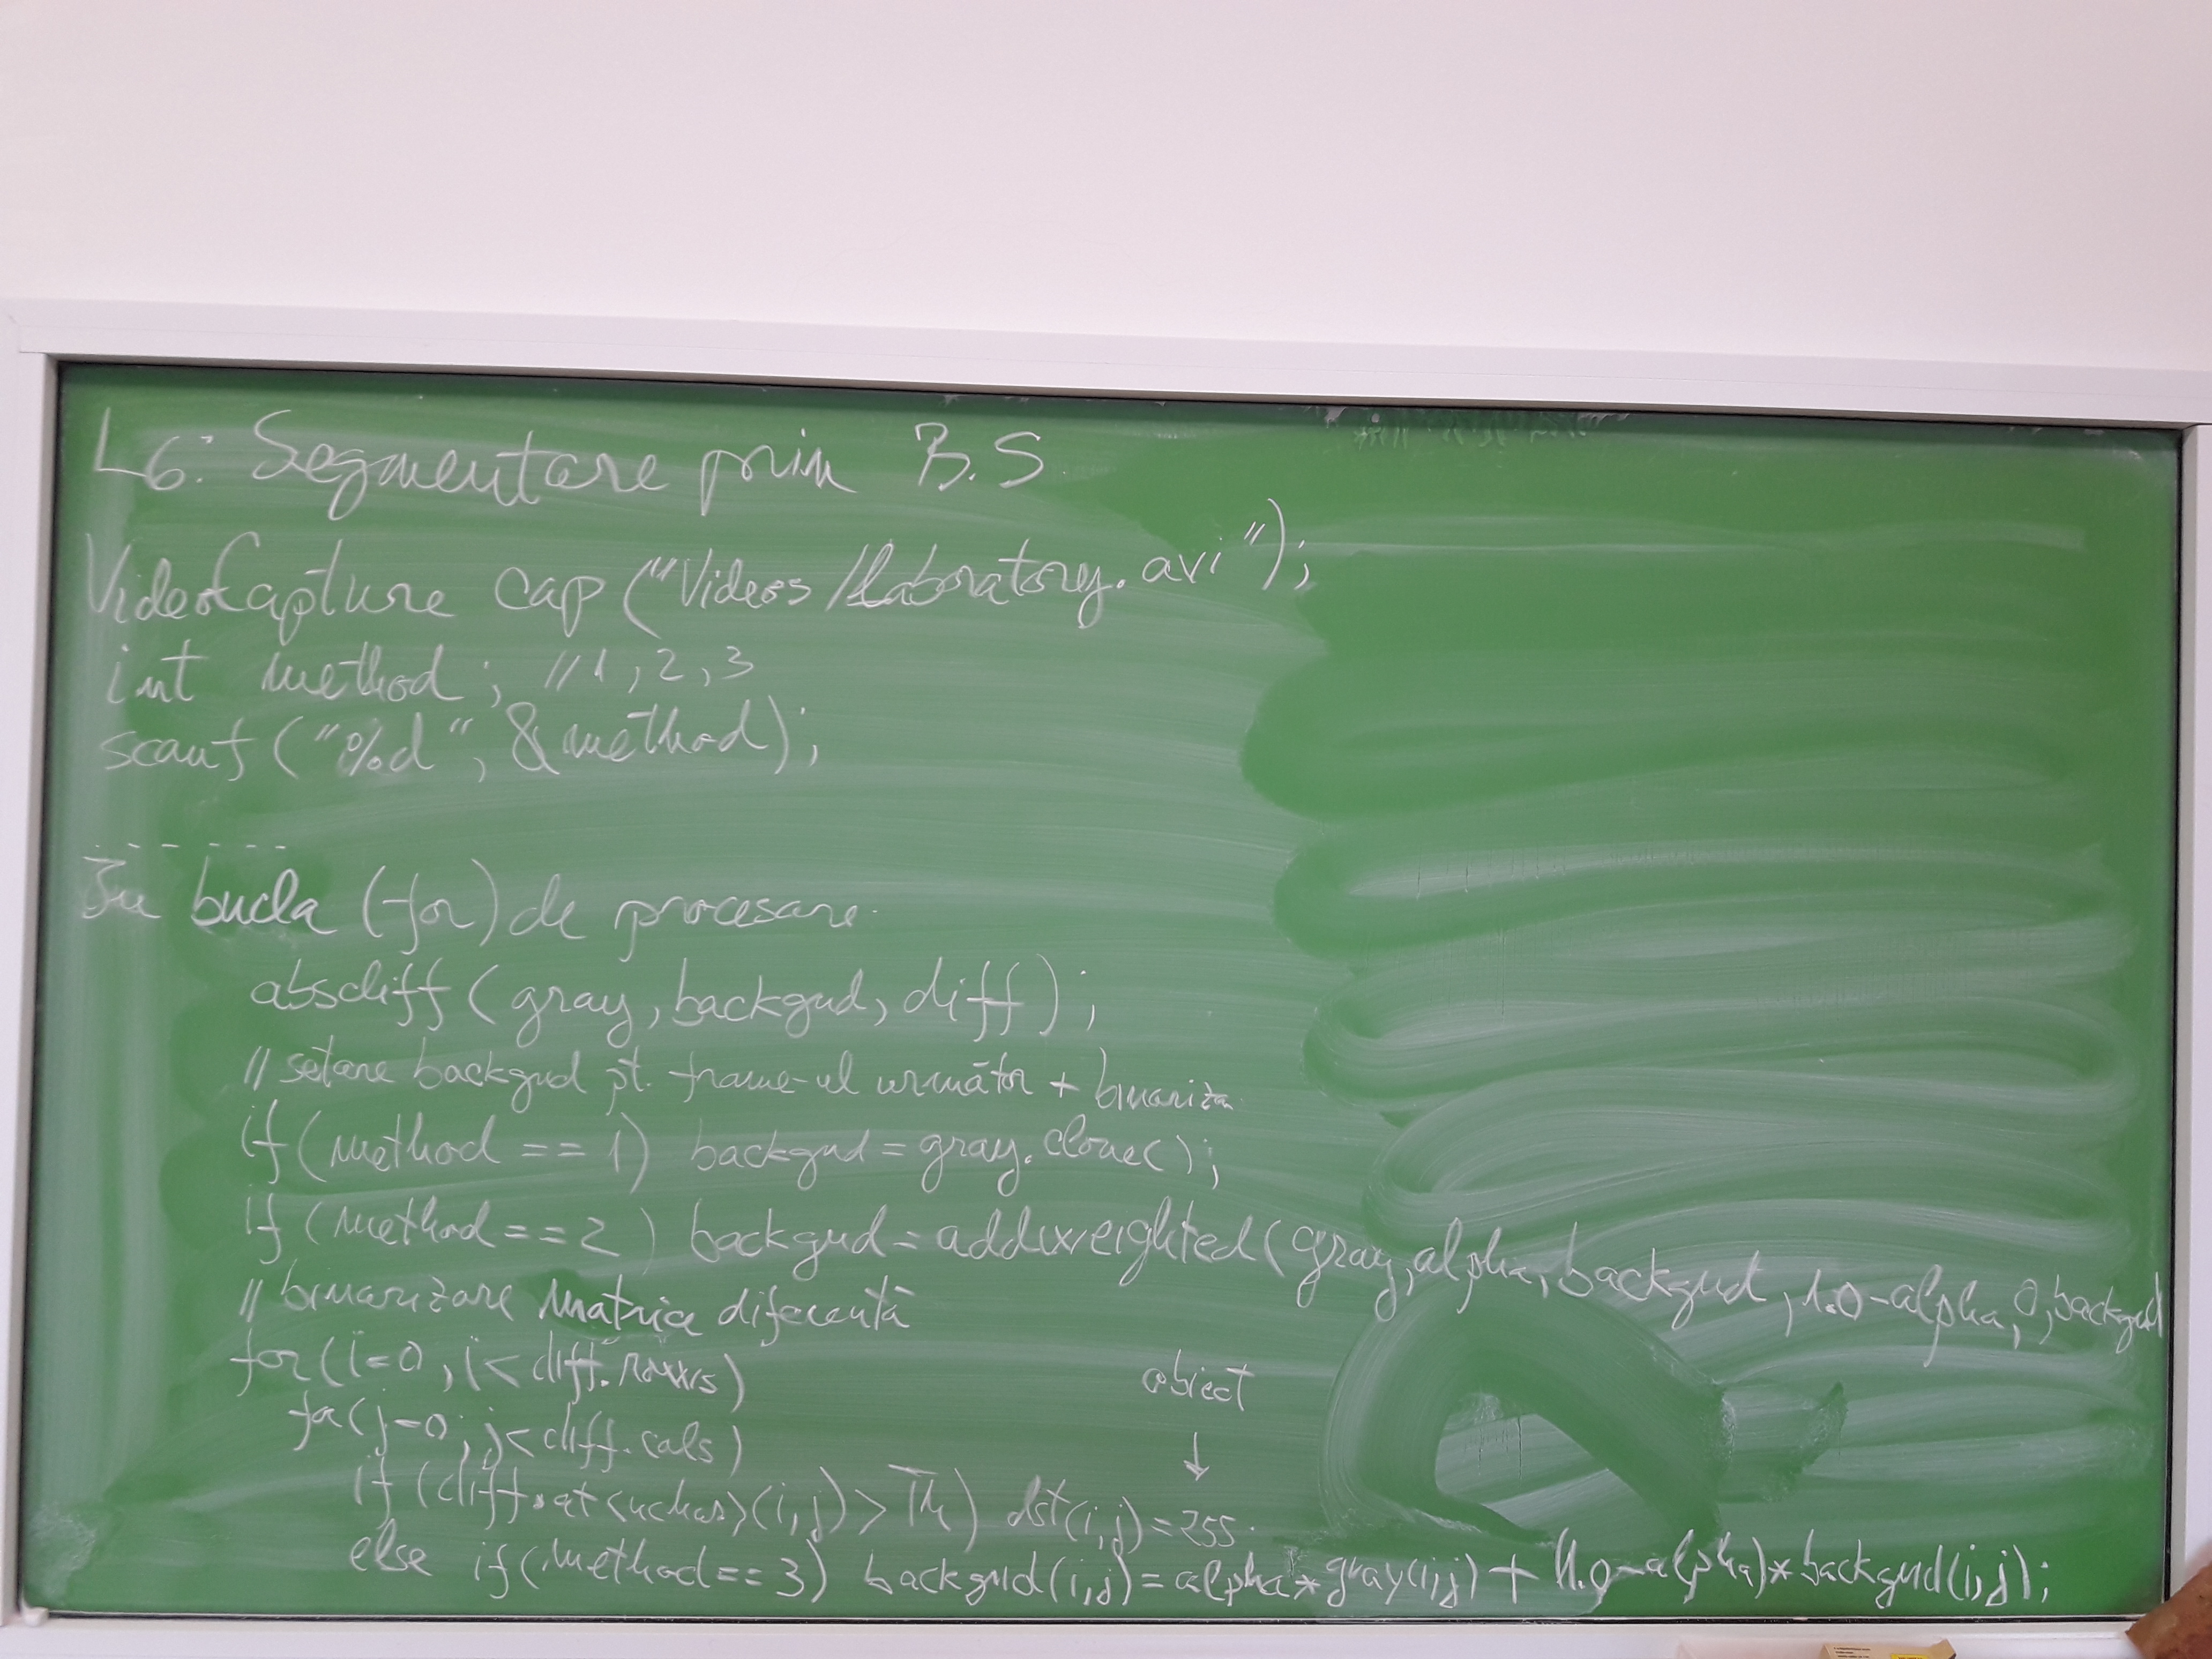 L6: Segmentare prin B.S
VideoCapture cap ("Videos/laboratory.avi");
int method; //1, 2, 3
scanf ("%d", &method);
-------
În bucla (for) de procesare
absdiff (gray, backgnd, diff);
// setare backgnd pt. frame-ul următor + binariza
if (method == 1) backgnd = gray.clone();
if (method == 2) backgnd = addweighted (gray, alpha, backgnd, 1.0-alpha, 0, backgnd
// binarizare matrice diferență
for (i=0, i< diff.rows)
for (j=0; j< diff.cols)
obiect
↓
if (diff.at<uchar>(i,j) > Th) dst(i,j) = 255
else if (method == 3) backgnd(i,j) = alpha*gray(i,j) + (1.0-alpha)*backgnd(i,j);